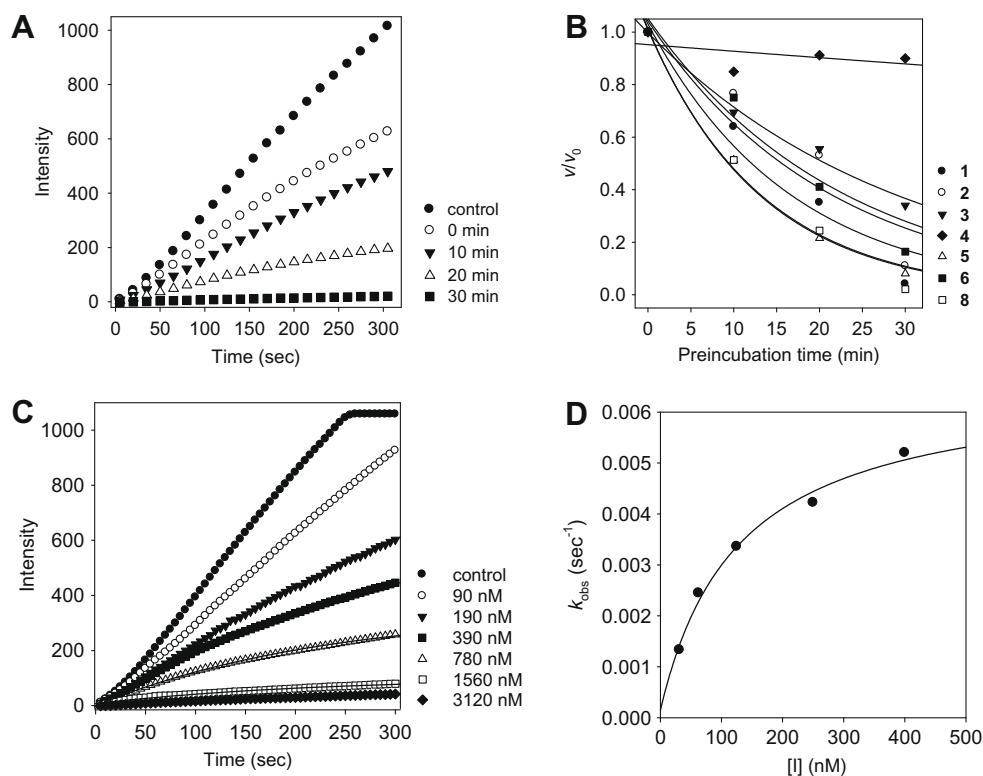 A
1000
800
600
400
200
0
Intensity
0 50 100 150 200 250 300
Time (sec)
control
0 min
10 min
20 min
30 min
B
1.0
0.8
0.6
0.4
0.2
0.0
v/v0
0 5 10 15 20 25 30
Preincubation time (min)
1
2
3
4
5
6
8
C
1000
800
600
400
200
0
Intensity
0 50 100 150 200 250 300
Time (sec)
control
90 nM
190 nM
390 nM
780 nM
1560 nM
3120 nM
D
0.006
0.005
0.004
0.003
0.002
0.001
0.000
kobs (sec-1)
0 100 200 300 400 500
[I] (nM)